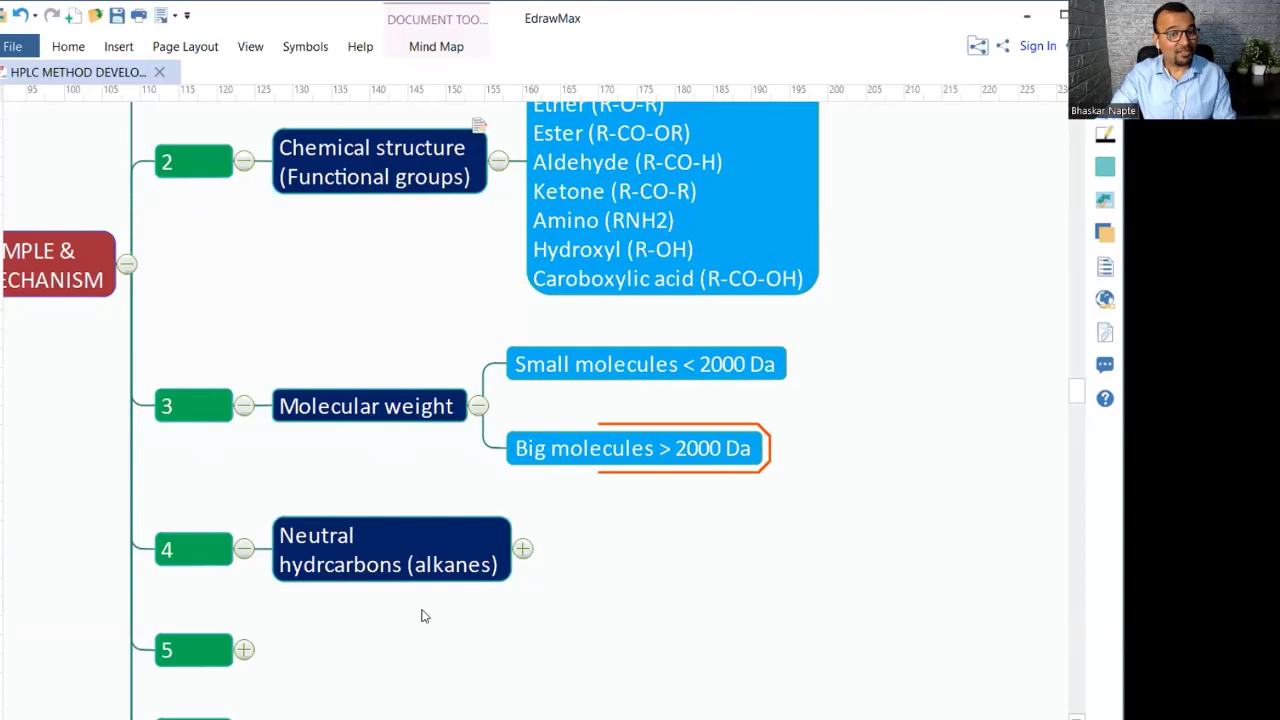 DOCUMENT TOO...
EdrawMax
File
Home
Insert
Page Layout
View
Symbols
Help
Mind Map
Sign In
HPLC METHOD DEVELO...
95 100 105 110 115 120 125 130 135 140 145 150 155 160 165 170 175 180 185 190 195 200 205 210 215 220 225
Bhaskar Napte
Ether (R-O-R)
Ester (R-CO-OR)
Aldehyde (R-CO-H)
Ketone (R-CO-R)
Amino (RNH2)
Hydroxyl (R-OH)
Caroboxylic acid (R-CO-OH)
2
Chemical structure
(Functional groups)
MPLE &
ECHANISM
3
Molecular weight
Small molecules < 2000 Da
Big molecules > 2000 Da
4
Neutral
hydrcarbons (alkanes)
5